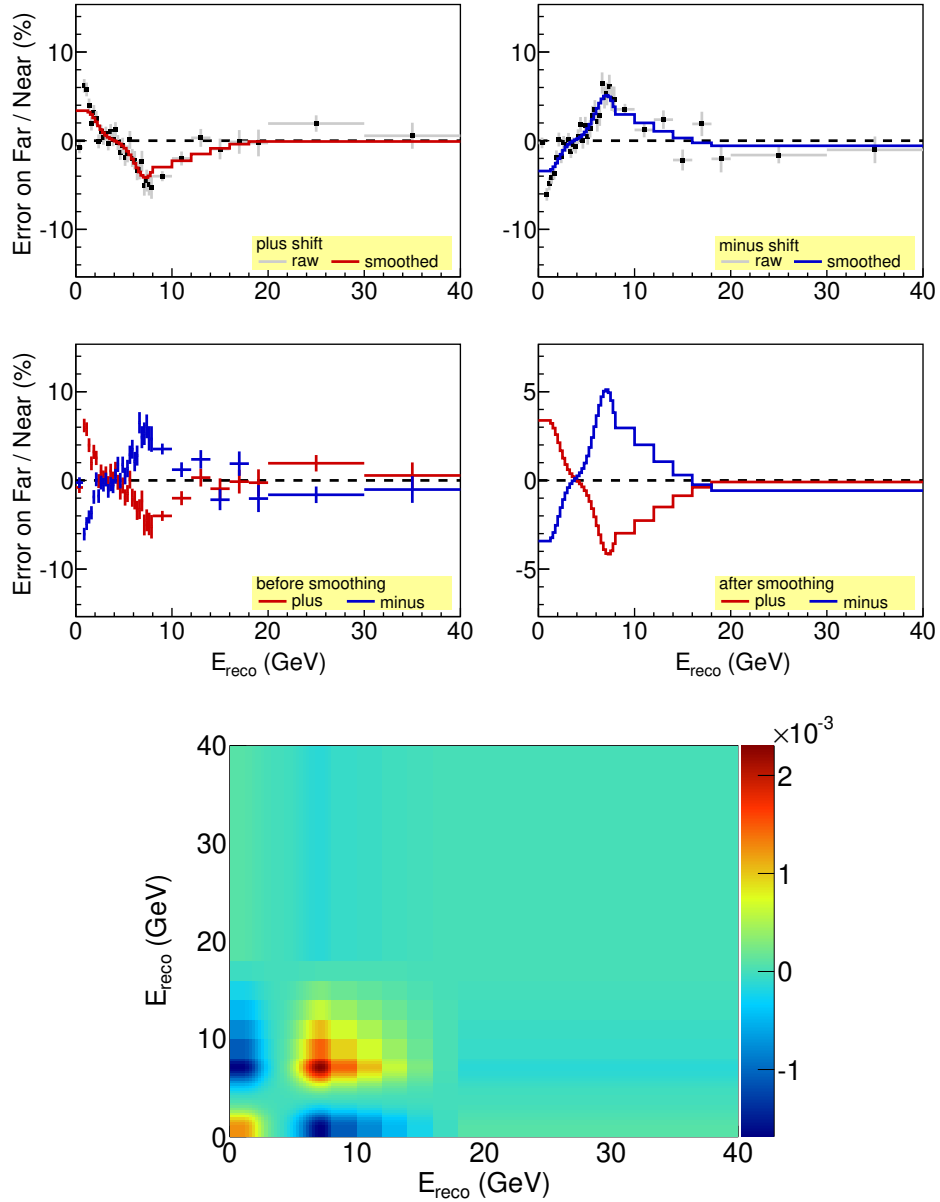 Error on Far / Near (%)
10
0
-10
plus shift
raw smoothed
0 10 20 30 40
10
0
-10
minus shift
raw smoothed
0 10 20 30 40
Error on Far / Near (%)
10
0
-10
before smoothing
plus minus
0 10 20 30 40
E_reco (GeV)
5
0
-5
after smoothing
plus minus
0 10 20 30 40
E_reco (GeV)
×10⁻³
E_reco (GeV)
40
30
20
10
0
2
1
0
-1
0 10 20 30 40
E_reco (GeV)